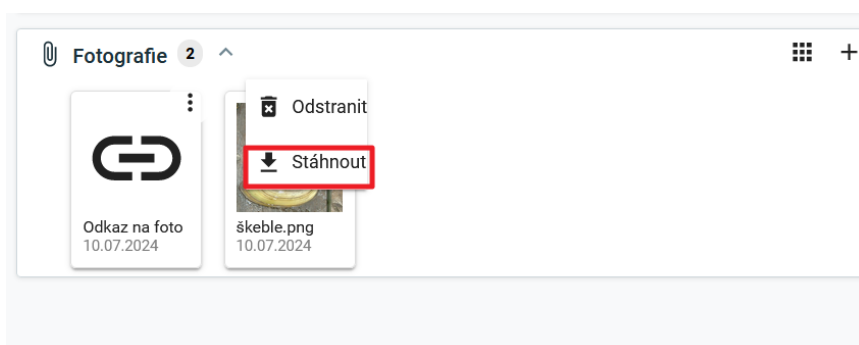 Fotografie 2
Odstranit
Stáhnout
Odkaz na foto
10.07.2024
škeble.png
10.07.2024